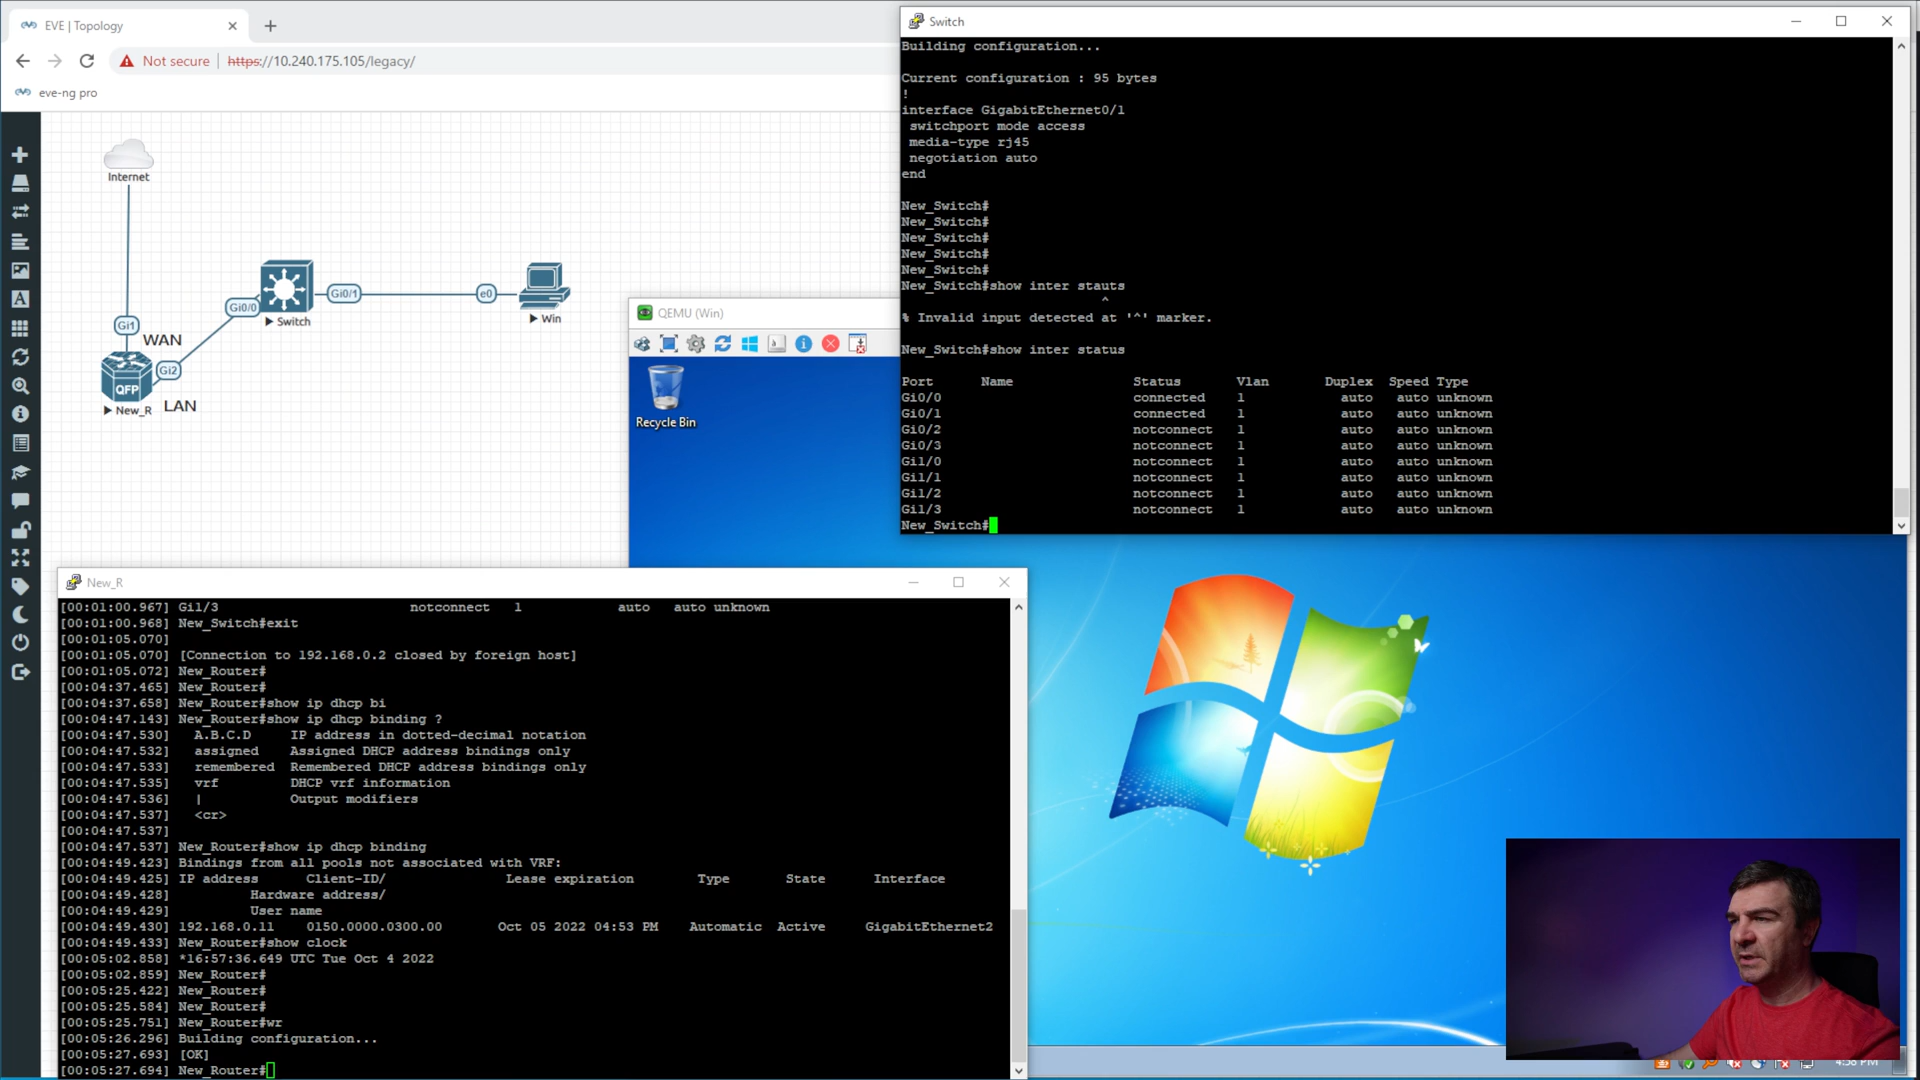 EVE | Topology
Not secure
https://10.240.175.105/legacy/
eve-ng pro
Internet
Gi1
WAN
QFP
New_R
Gi2
LAN
Gi0/0
Switch
Gi0/1
e0
Win
QEMU (Win)
Recycle Bin
Switch
Building configuration...
Current configuration : 95 bytes
!
interface GigabitEthernet0/1
switchport mode access
media-type rj45
negotiation auto
end
New_Switch#
New_Switch#
New_Switch#
New_Switch#
New_Switch#
New_Switch#show inter stauts
^
% Invalid input detected at '^' marker.
New_Switch#show inter status
Port Name Status Vlan Duplex Speed Type
Gi0/0 connected 1 auto auto unknown
Gi0/1 connected 1 auto auto unknown
Gi0/2 notconnect 1 auto auto unknown
Gi0/3 notconnect 1 auto auto unknown
Gi1/0 notconnect 1 auto auto unknown
Gi1/1 notconnect 1 auto auto unknown
Gi1/2 notconnect 1 auto auto unknown
Gi1/3 notconnect 1 auto auto unknown
New_Switch#
New_R
[00:01:00.967] Gi1/3 notconnect 1 auto auto unknown
[00:01:00.968] New_Switch#exit
[00:01:05.070]
[00:01:05.070] [Connection to 192.168.0.2 closed by foreign host]
[00:01:05.072] New_Router#
[00:04:37.465] New_Router#
[00:04:37.658] New_Router#show ip dhcp bi
[00:04:47.143] New_Router#show ip dhcp binding ?
[00:04:47.530] A.B.C.D IP address in dotted-decimal notation
[00:04:47.532] assigned Assigned DHCP address bindings only
[00:04:47.533] remembered Remembered DHCP address bindings only
[00:04:47.535] vrf DHCP vrf information
[00:04:47.536] | Output modifiers
[00:04:47.537] <cr>
[00:04:47.537]
[00:04:47.537] New_Router#show ip dhcp binding
[00:04:49.423] Bindings from all pools not associated with VRF:
[00:04:49.425] IP address Client-ID/ Lease expiration Type State Interface
[00:04:49.428] Hardware address/
[00:04:49.429] User name
[00:04:49.430] 192.168.0.11 0150.0000.0300.00 Oct 05 2022 04:53 PM Automatic Active GigabitEthernet2
[00:04:49.433] New_Router#show clock
[00:05:02.858] *16:57:36.649 UTC Tue Oct 4 2022
[00:05:02.859] New_Router#
[00:05:25.422] New_Router#
[00:05:25.584] New_Router#
[00:05:25.751] New_Router#wr
[00:05:26.296] Building configuration...
[00:05:27.693] [OK]
[00:05:27.694] New_Router#
4:58 PM